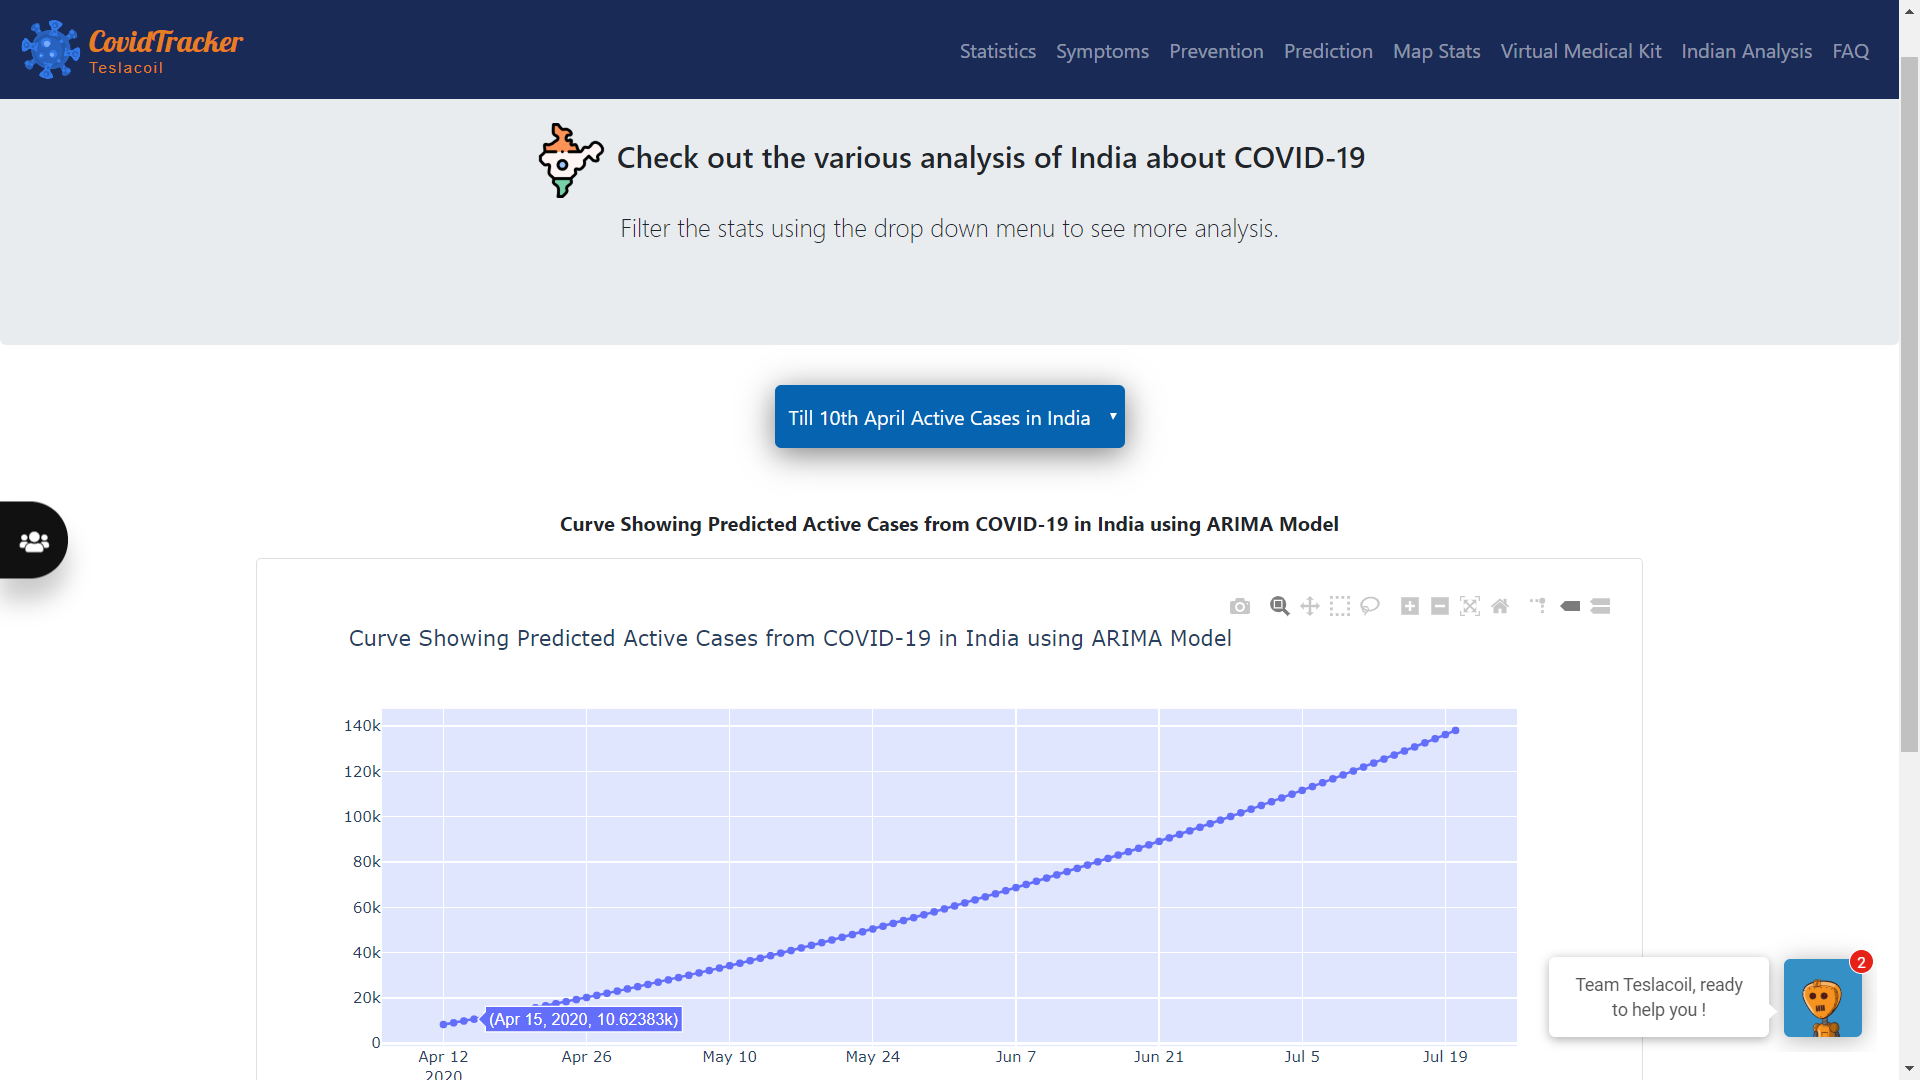 CovidTracker
Teslacoil
Statistics Symptoms Prevention Prediction Map Stats Virtual Medical Kit Indian Analysis FAQ
Check out the various analysis of India about COVID-19
Filter the stats using the drop down menu to see more analysis.
Till 10th April Active Cases in India
Curve Showing Predicted Active Cases from COVID-19 in India using ARIMA Model
Curve Showing Predicted Active Cases from COVID-19 in India using ARIMA Model
140k
120k
100k
80k
60k
40k
20k
0
(Apr 15, 2020, 10.62383k)
Apr 12 Apr 26 May 10 May 24 Jun 7 Jun 21 Jul 5 Jul 19
2020
2
Team Teslacoil, ready
to help you !